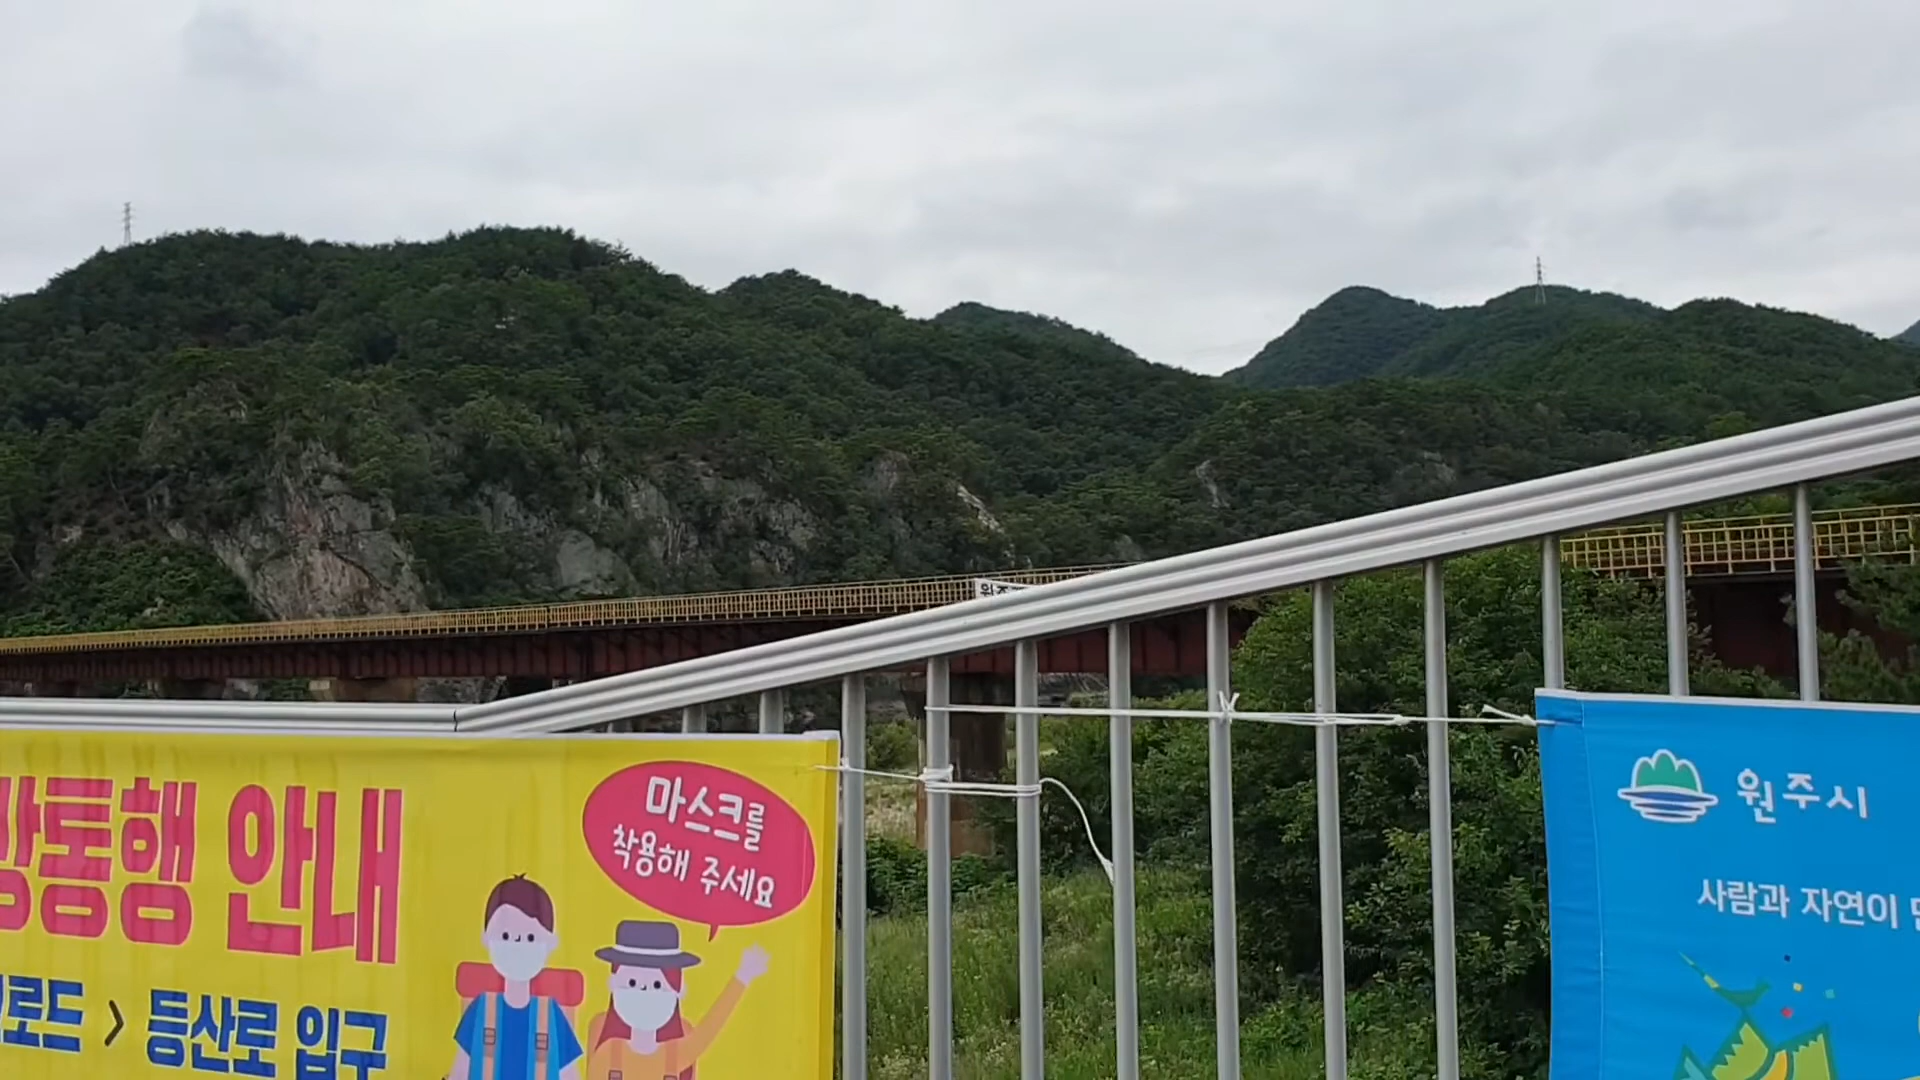 통행 안내
로드 > 등산로 입구
마스크를
착용해 주세요
원주시
사람과 자연이